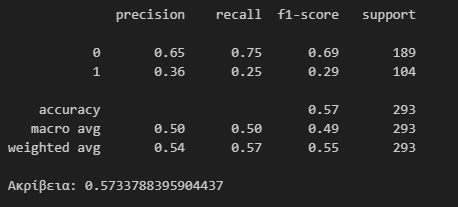 precision recall f1-score support
0 0.65 0.75 0.69 189
1 0.36 0.25 0.29 104
accuracy 0.57 293
macro avg 0.50 0.50 0.49 293
weighted avg 0.54 0.57 0.55 293
Ακρίβεια: 0.5733788395904437